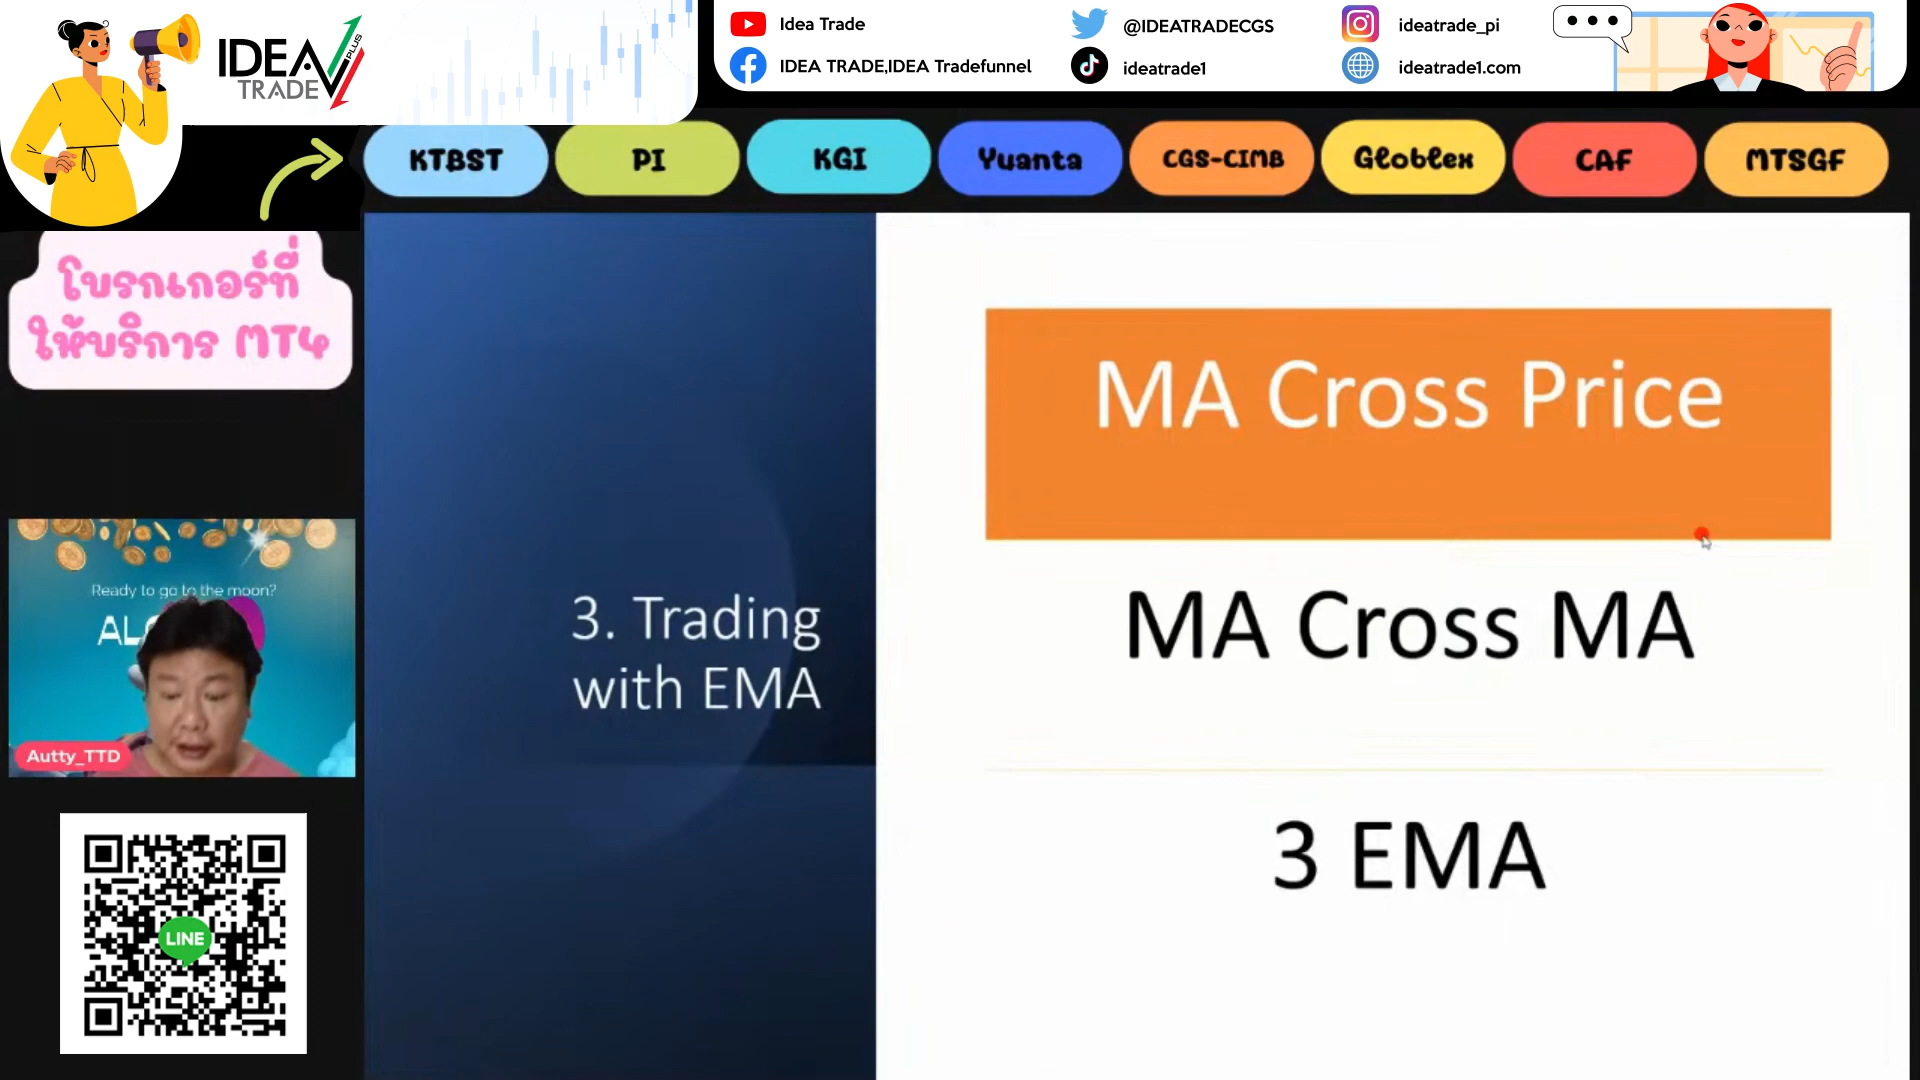 IDEA
TRADE
PLUS
Idea Trade
IDEA TRADE,IDEA Tradefunnel
@IDEATRADECGS
ideatrade1
ideatrade_pi
ideatrade1.com
KTBST
PI
KGI
Yuanta
CGS-CIMB
Globlex
CAF
MTSGF
โบรกเกอร์ที่
ให้บริการ MT4
Ready to go to the moon?
Autty_TTD
LINE
3. Trading
with EMA
MA Cross Price
MA Cross MA
3 EMA